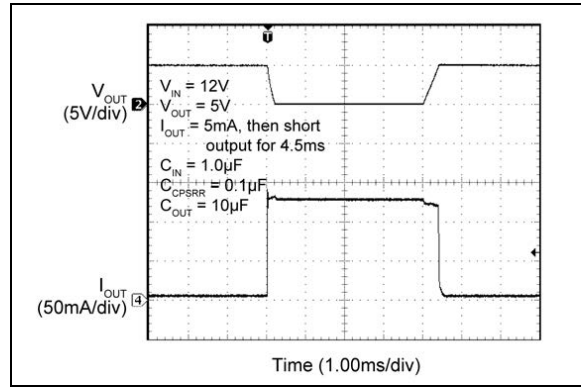 T
V_OUT
(5V/div)
2
V_IN = 12V
V_OUT = 5V
I_OUT = 5mA, then short
output for 4.5ms
C_IN = 1.0µF
C_CPSRR = 0.1µF
C_OUT = 10µF
I_OUT
(50mA/div)
4
Time (1.00ms/div)